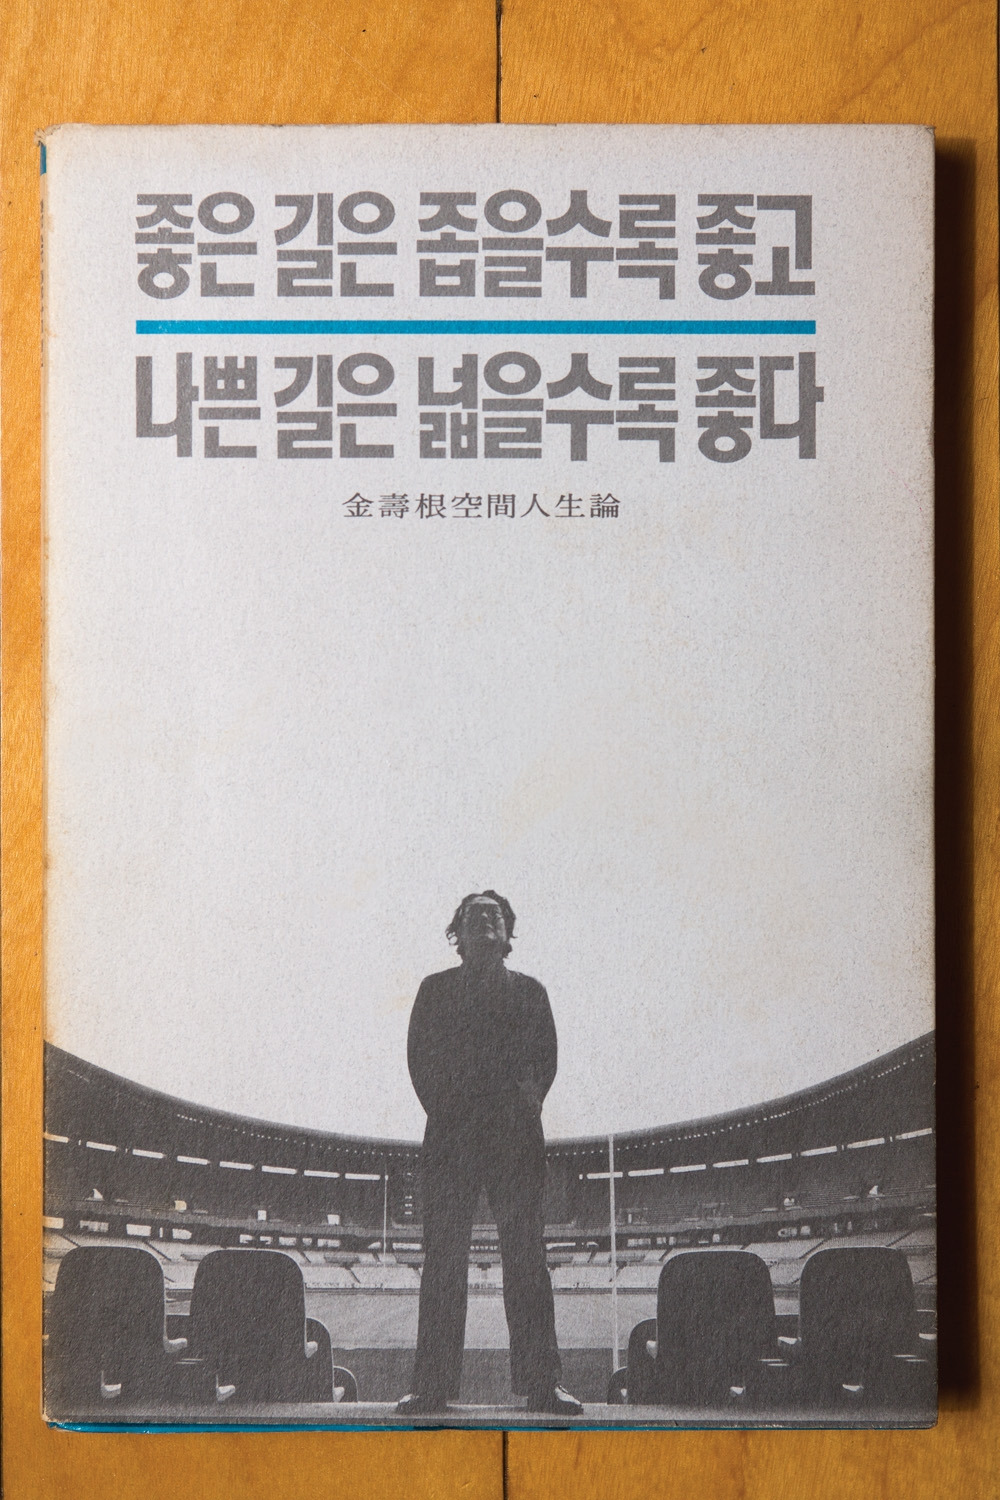 좋은 길은 좁을수록 좋고
나쁜 길은 넓을수록 좋다
金壽根空間人生論